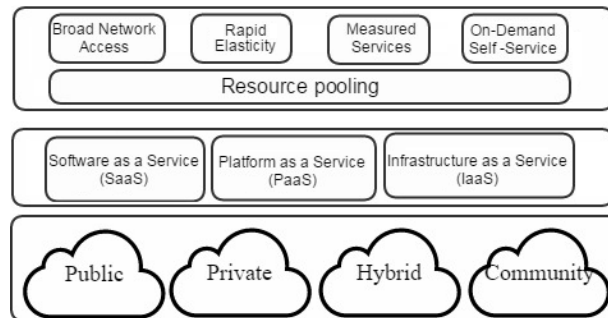 Broad Network
Access
Rapid
Elasticity
Measured
Services
On-Demand
Self -Service
Resource pooling
Software as a Service
(SaaS)
Platform as a Service
(PaaS)
Infrastructure as a Service
(IaaS)
Public
Private
Hybrid
Community